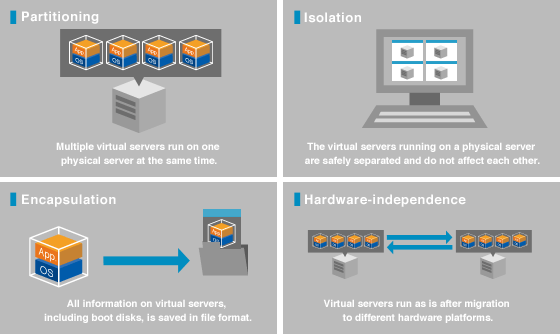 Partitioning
App App App App
OS OS OS OS
Multiple virtual servers run on one
physical server at the same time.
Isolation
The virtual servers running on a physical server
are safely separated and do not affect each other.
Encapsulation
App
OS
App
OS
All information on virtual servers,
including boot disks, is saved in file format.
Hardware-independence
Virtual servers run as is after migration
to different hardware platforms.